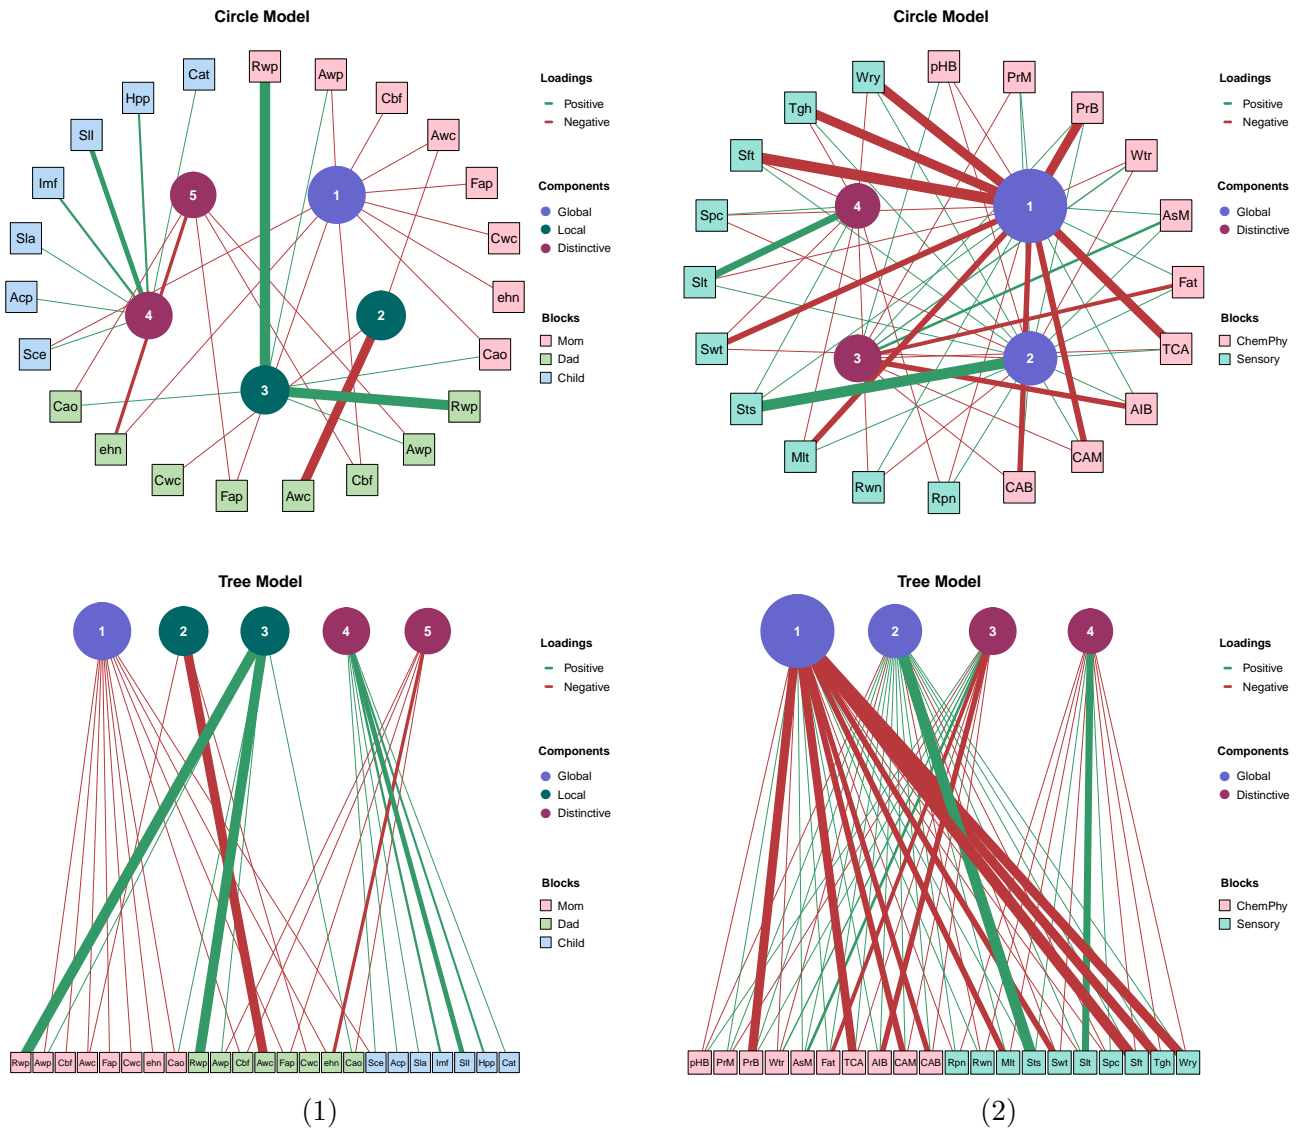 Circle Model
Rwp
Awp
Cbf
Awc
Fap
Cwc
ehn
Cao
Rwp
Awp
Cbf
Awc
Fap
Cwc
ehn
Cao
Sce
Acp
Sla
Imf
Sll
Hpp
Cat
1
2
3
4
5
Loadings
Positive
Negative
Components
Global
Local
Distinctive
Blocks
Mom
Dad
Child
Circle Model
pHB
PrM
PrB
Wtr
AsM
Fat
TCA
AIB
CAM
CAB
Rpn
Rwn
Mlt
Sts
Swt
Slt
Spc
Sft
Tgh
Wry
1
2
3
4
Loadings
Positive
Negative
Components
Global
Distinctive
Blocks
ChemPhy
Sensory
Tree Model
1 2 3 4 5
Loadings
Positive
Negative
Components
Global
Local
Distinctive
Blocks
Mom
Dad
Child
Rwp Awp Cbf Awc Fap Cwc ehn Cao Rwp Awp Cbf Awc Fap Cwc ehn Cao Sce Acp Sla Imf Sll Hpp Cat
(1)
Tree Model
1 2 3 4
Loadings
Positive
Negative
Components
Global
Distinctive
Blocks
ChemPhy
Sensory
pHB PrM PrB Wtr AsM Fat TCA AIB CAM CAB Rpn Rwn Mlt Sts Swt Slt Spc Sft Tgh Wry
(2)